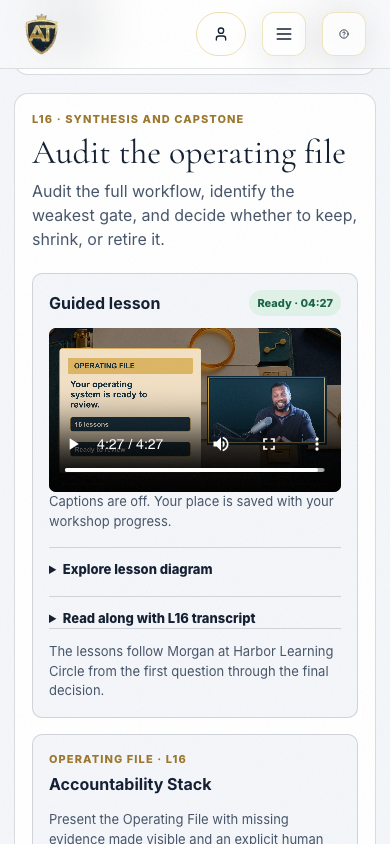 AT
L16 · SYNTHESIS AND CAPSTONE
Audit the operating file
Audit the full workflow, identify the
weakest gate, and decide whether to keep,
shrink, or retire it.
Guided lesson
Ready · 04:27
OPERATING FILE
Your operating
system is ready to
review.
16 lessons
Ready to review
4:27 / 4:27
Captions are off. Your place is saved with your
workshop progress.
Explore lesson diagram
Read along with L16 transcript
The lessons follow Morgan at Harbor Learning
Circle from the first question through the final
decision.
OPERATING FILE · L16
Accountability Stack
Present the Operating File with missing
evidence made visible and an explicit human